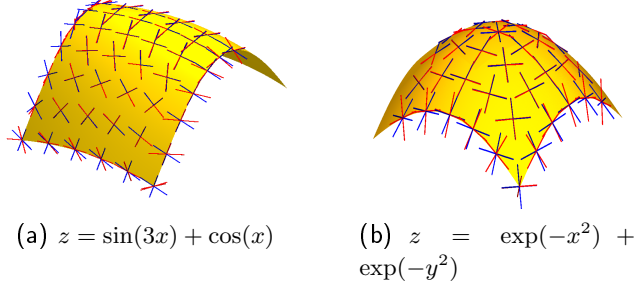 (a) z = sin(3x) + cos(x)
(b) z = exp(−x²) +
exp(−y²)